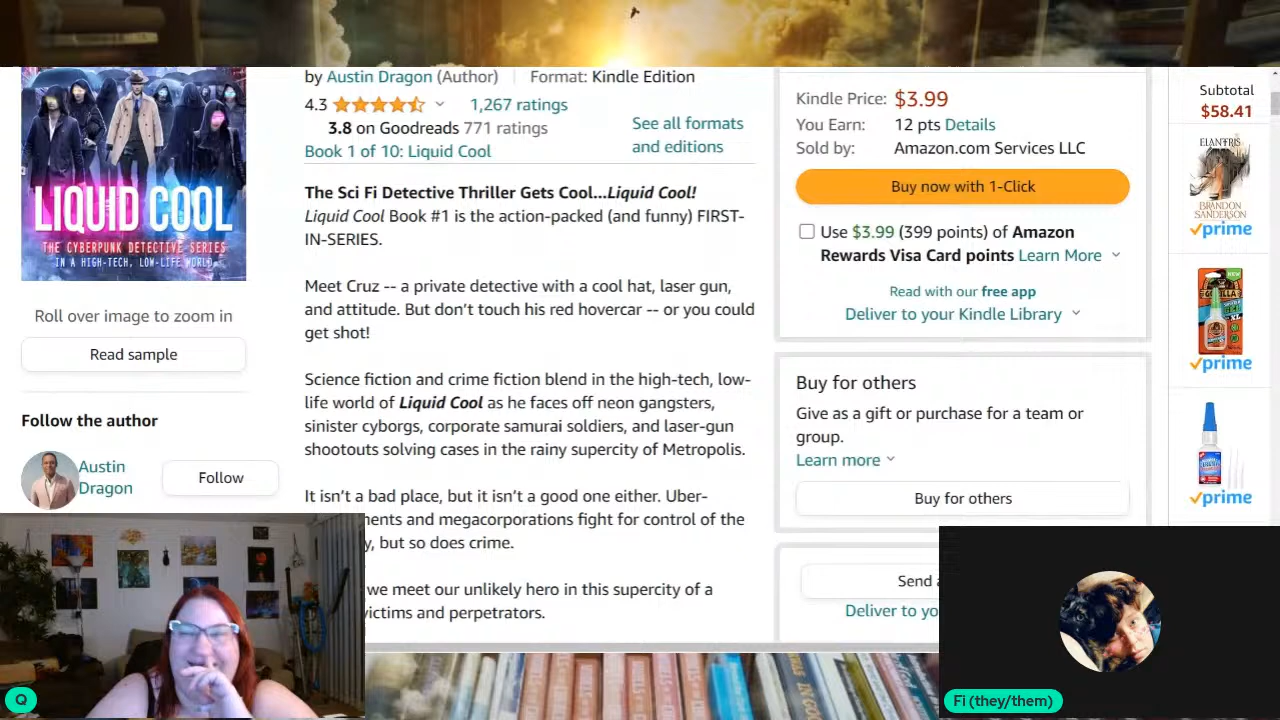 by Austin Dragon (Author) Format: Kindle Edition
4.3 1,267 ratings
3.8 on Goodreads 771 ratings
See all formats
and editions
Book 1 of 10: Liquid Cool
The Sci Fi Detective Thriller Gets Cool...Liquid Cool!
Liquid Cool Book #1 is the action-packed (and funny) FIRST-
IN-SERIES.
Meet Cruz -- a private detective with a cool hat, laser gun,
and attitude. But don't touch his red hovercar -- or you could
get shot!
Science fiction and crime fiction blend in the high-tech, low-
life world of Liquid Cool as he faces off neon gangsters,
sinister cyborgs, corporate samurai soldiers, and laser-gun
shootouts solving cases in the rainy supercity of Metropolis.
It isn't a bad place, but it isn't a good one either. Uber-
ents and megacorporations fight for control of the
y, but so does crime.
we meet our unlikely hero in this supercity of a
victims and perpetrators.
LIQUID COOL
THE CYBERPUNK DETECTIVE SERIES
IN A HIGH-TECH, LOW-LIFE WORLD
Roll over image to zoom in
Read sample
Follow the author
Austin
Dragon
Follow
Kindle Price: $3.99
You Earn: 12 pts Details
Sold by: Amazon.com Services LLC
Buy now with 1-Click
Use $3.99 (399 points) of Amazon
Rewards Visa Card points Learn More
Read with our free app
Deliver to your Kindle Library
Buy for others
Give as a gift or purchase for a team or
group.
Learn more
Buy for others
Send a
Deliver to yo
Subtotal
$58.41
ELANTRIS
BRANDON
SANDERSON
prime
GORILLA
prime
prime
Q
Fi (they/them)